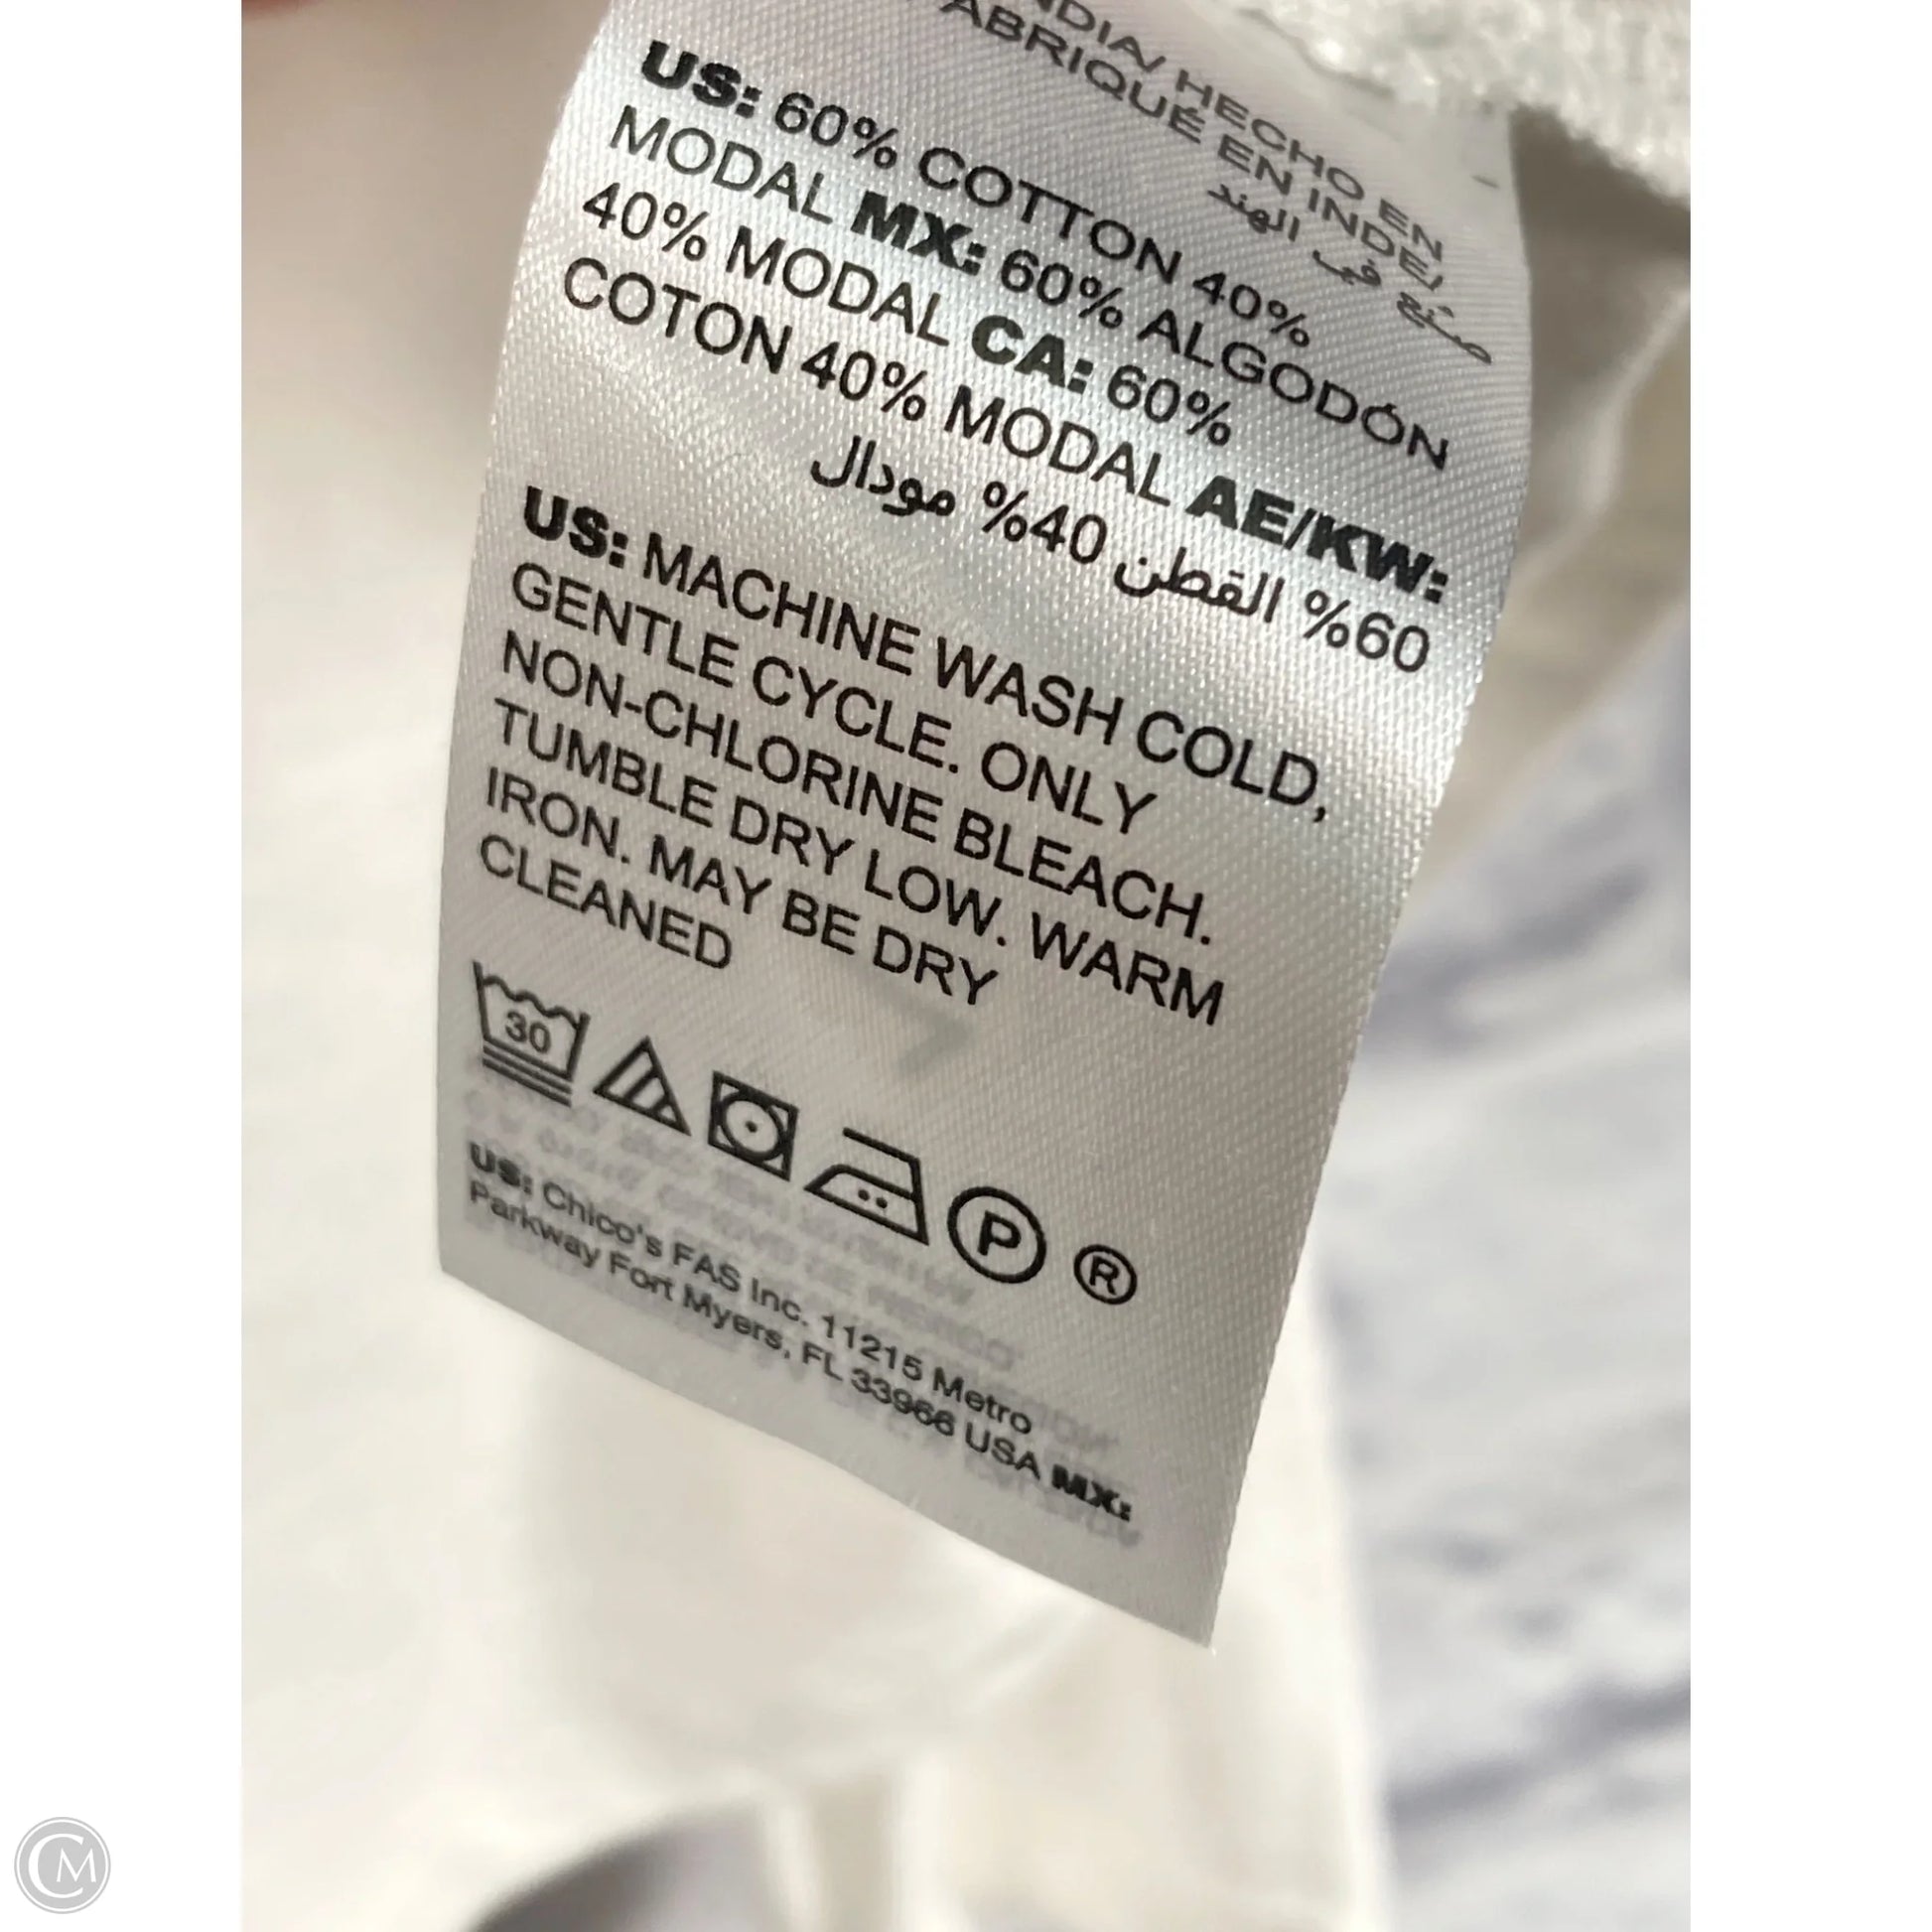 HECHO EN
EN INDE/
صنع في الهند
US: 60% COTTON 40%
MODAL MX: 60% ALGODÓN
40% MODAL CA: 60%
COTON 40% MODAL AE/KW:
60% القطن 40% مودال
US: MACHINE WASH COLD,
GENTLE CYCLE. ONLY
NON-CHLORINE BLEACH.
TUMBLE DRY LOW. WARM
IRON. MAY BE DRY
CLEANED
30
P ®
US: Chico's FAS Inc. 11215 Metro
Parkway Fort Myers, FL 33966 USA MX:
CM